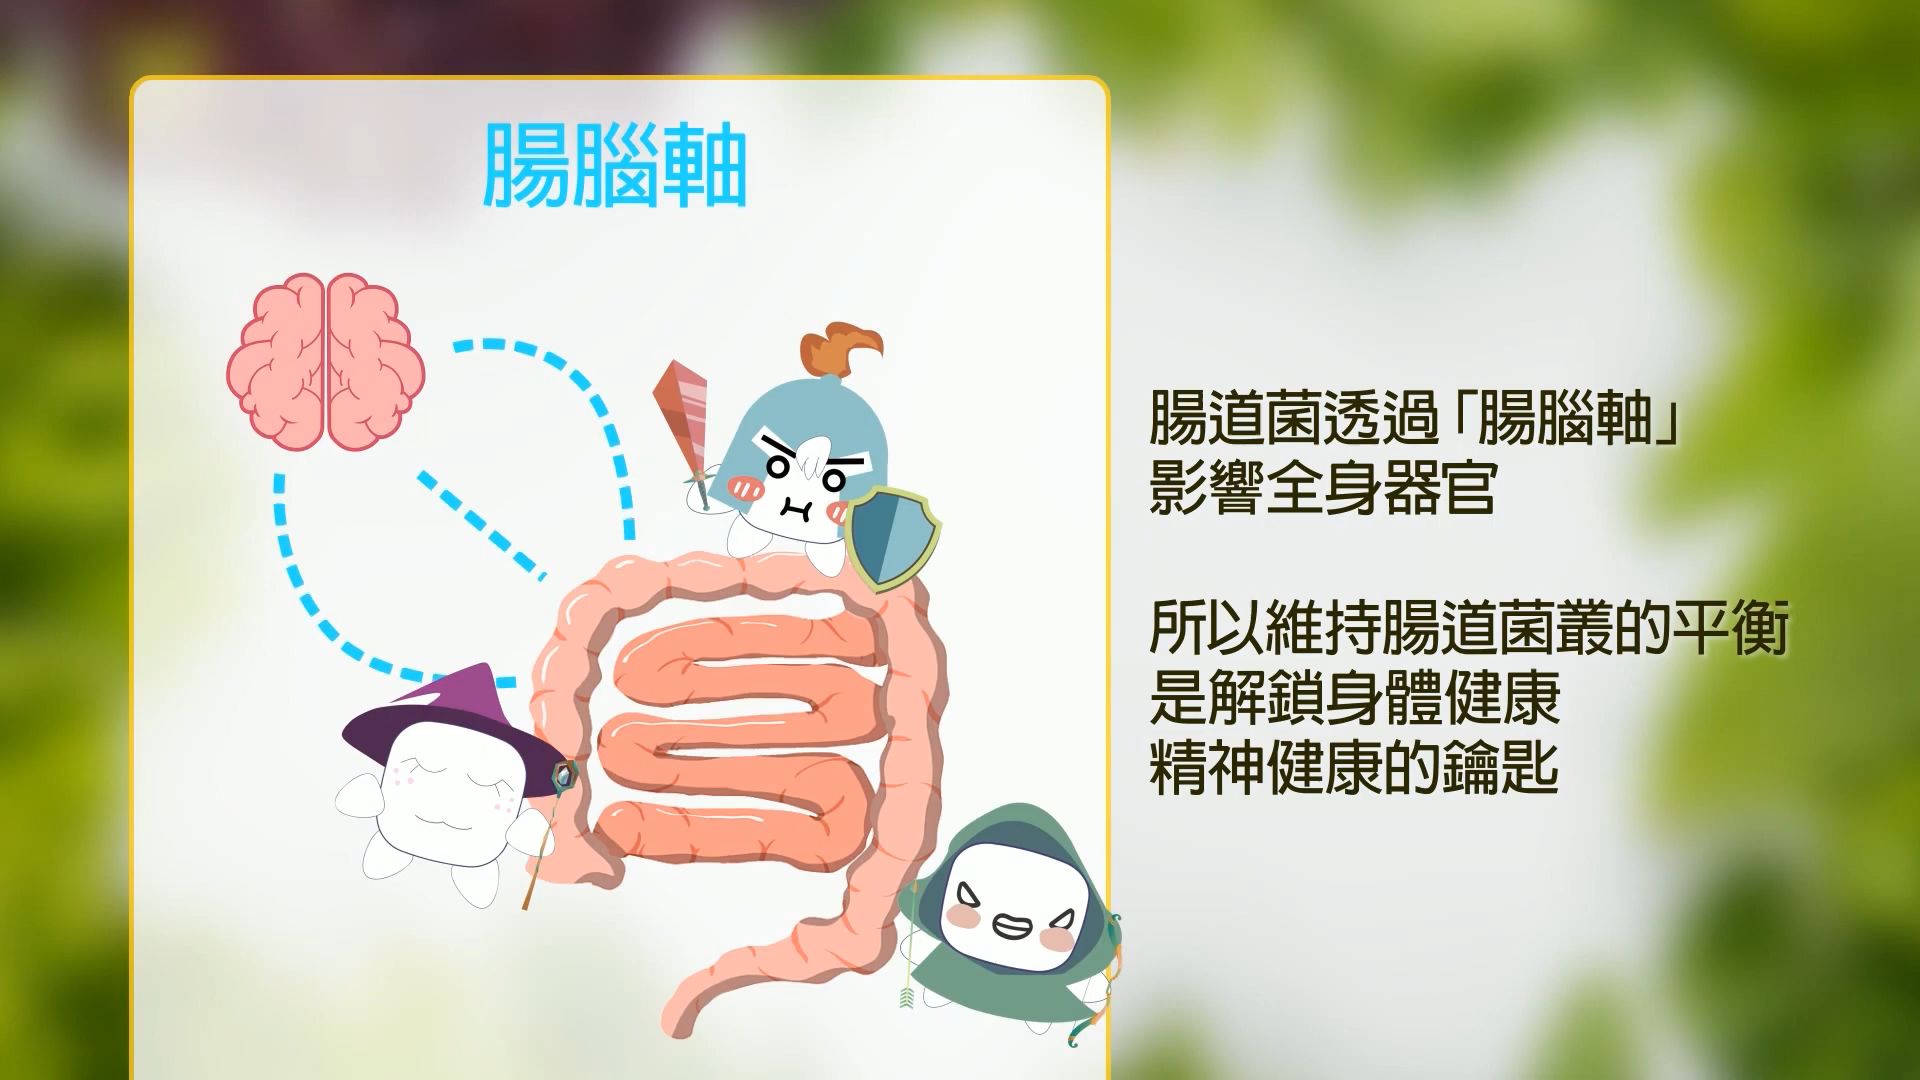 腸腦軸
腸道菌透過「腸腦軸」
影響全身器官
所以維持腸道菌叢的平衡
是解鎖身體健康
精神健康的鑰匙